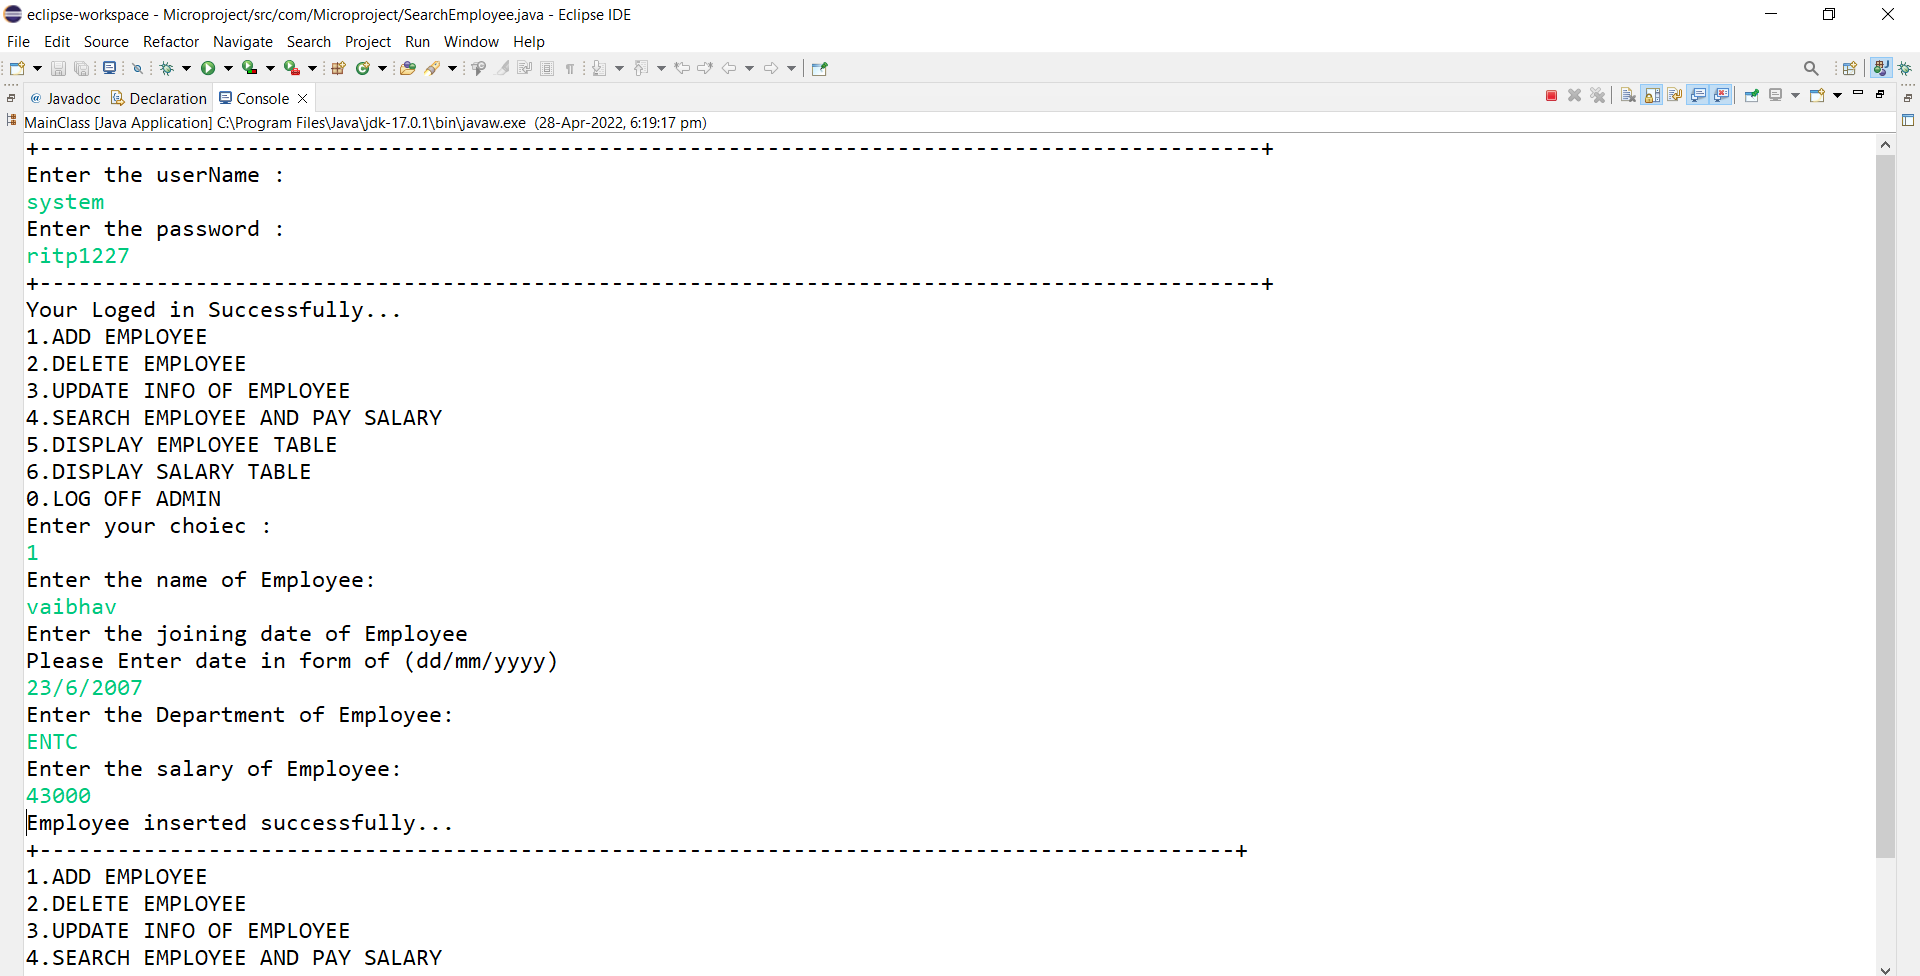 eclipse-workspace - Microproject/src/com/Microproject/SearchEmployee.java - Eclipse IDE
File Edit Source Refactor Navigate Search Project Run Window Help
@ Javadoc Declaration Console
MainClass [Java Application] C:\Program Files\Java\jdk-17.0.1\bin\javaw.exe (28-Apr-2022, 6:19:17 pm)
+----------------------------------------------------------------------------------------------+
Enter the userName :
system
Enter the password :
ritp1227
+----------------------------------------------------------------------------------------------+
Your Loged in Successfully...
1.ADD EMPLOYEE
2.DELETE EMPLOYEE
3.UPDATE INFO OF EMPLOYEE
4.SEARCH EMPLOYEE AND PAY SALARY
5.DISPLAY EMPLOYEE TABLE
6.DISPLAY SALARY TABLE
0.LOG OFF ADMIN
Enter your choiec :
1
Enter the name of Employee:
vaibhav
Enter the joining date of Employee
Please Enter date in form of (dd/mm/yyyy)
23/6/2007
Enter the Department of Employee:
ENTC
Enter the salary of Employee:
43000
Employee inserted successfully...
+--------------------------------------------------------------------------------------------+
1.ADD EMPLOYEE
2.DELETE EMPLOYEE
3.UPDATE INFO OF EMPLOYEE
4.SEARCH EMPLOYEE AND PAY SALARY